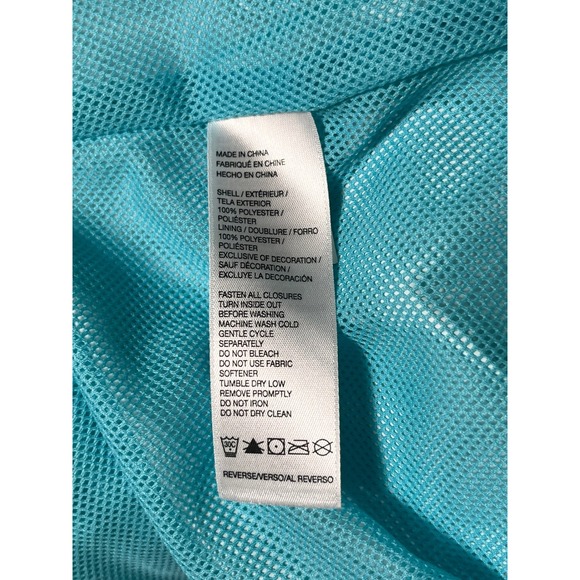 MADE IN CHINA
FABRIQUÉ EN CHINE
HECHO EN CHINA
SHELL / EXTÉRIEUR /
TELA EXTERIOR
100% POLYESTER /
POLIÉSTER
LINING / DOUBLURE / FORRO
100% POLYESTER /
POLIÉSTER
EXCLUSIVE OF DECORATION /
SAUF DÉCORATION /
EXCLUYE LA DECORACIÓN
FASTEN ALL CLOSURES
TURN INSIDE OUT
BEFORE WASHING
MACHINE WASH COLD
GENTLE CYCLE
SEPARATELY
DO NOT BLEACH
DO NOT USE FABRIC
SOFTENER
TUMBLE DRY LOW
REMOVE PROMPTLY
DO NOT IRON
DO NOT DRY CLEAN
30C
REVERSE/VERSO/AL REVERSO